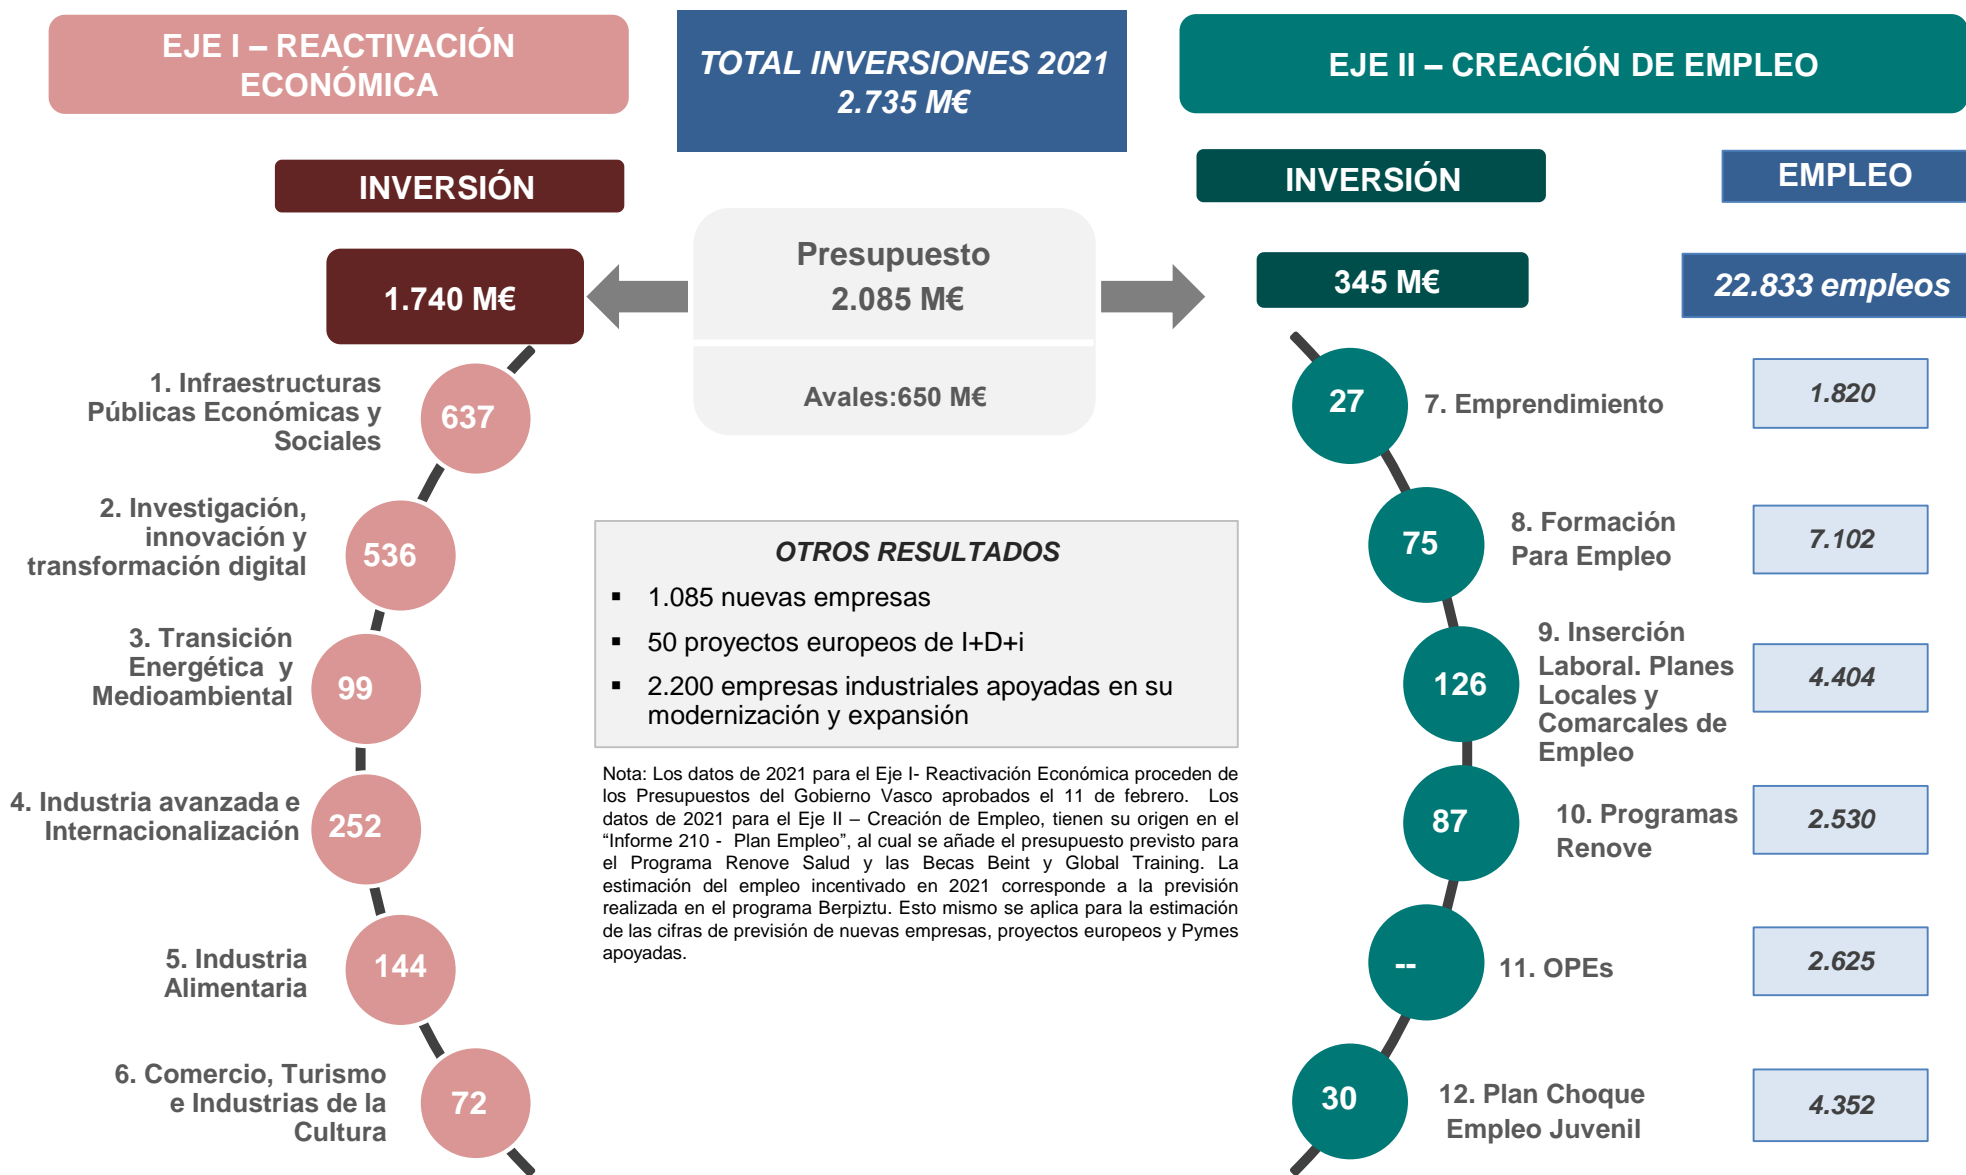 EJE I – REACTIVACIÓN
ECONÓMICA
TOTAL INVERSIONES 2021
2.735 M€
EJE II – CREACIÓN DE EMPLEO
INVERSIÓN
1.740 M€
Presupuesto
2.085 M€
Avales:650 M€
INVERSIÓN
345 M€
EMPLEO
22.833 empleos
1. Infraestructuras
Públicas Económicas y
Sociales
637
2. Investigación,
innovación y
transformación digital
536
3. Transición
Energética y
Medioambiental
99
4. Industria avanzada e
Internacionalización
252
5. Industria
Alimentaria
144
6. Comercio, Turismo
e Industrias de la
Cultura
72
OTROS RESULTADOS
▪ 1.085 nuevas empresas
▪ 50 proyectos europeos de I+D+i
▪ 2.200 empresas industriales apoyadas en su
modernización y expansión
Nota: Los datos de 2021 para el Eje I- Reactivación Económica proceden de
los Presupuestos del Gobierno Vasco aprobados el 11 de febrero. Los
datos de 2021 para el Eje II – Creación de Empleo, tienen su origen en el
“Informe 210 - Plan Empleo”, al cual se añade el presupuesto previsto para
el Programa Renove Salud y las Becas Beint y Global Training. La
estimación del empleo incentivado en 2021 corresponde a la previsión
realizada en el programa Berpiztu. Esto mismo se aplica para la estimación
de las cifras de previsión de nuevas empresas, proyectos europeos y Pymes
apoyadas.
27
7. Emprendimiento
1.820
75
8. Formación
Para Empleo
7.102
126
9. Inserción
Laboral. Planes
Locales y
Comarcales de
Empleo
4.404
87
10. Programas
Renove
2.530
--
11. OPEs
2.625
30
12. Plan Choque
Empleo Juvenil
4.352